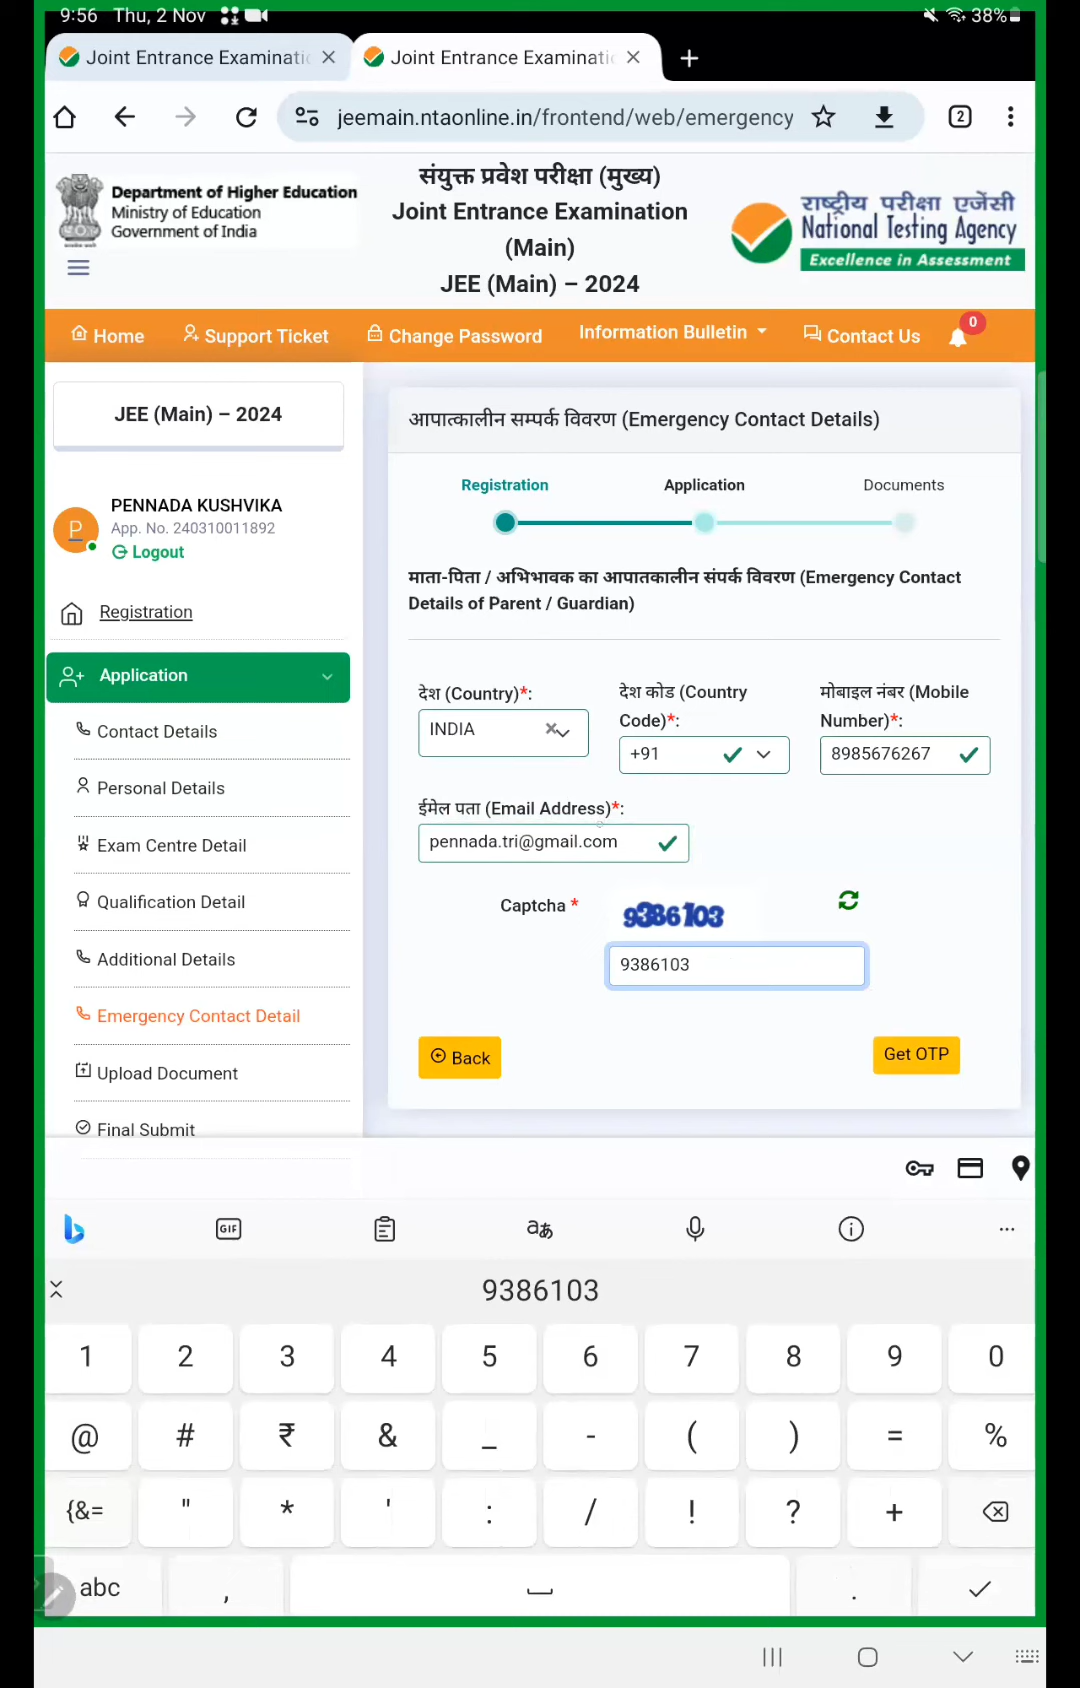 9:56 Thu, 2 Nov 38%
Joint Entrance Examinatic
Joint Entrance Examinatic
jeemain.ntaonline.in/frontend/web/emergency 2
Department of Higher Education
Ministry of Education
Government of India
संयुक्त प्रवेश परीक्षा (मुख्य)
Joint Entrance Examination
(Main)
JEE (Main) – 2024
राष्ट्रीय परीक्षा एजेंसी
National Testing Agency
Excellence in Assessment
Home Support Ticket Change Password Information Bulletin Contact Us 0
JEE (Main) – 2024
P
PENNADA KUSHVIKA
App. No. 240310011892
Logout
Registration
Application
Contact Details
Personal Details
Exam Centre Detail
Qualification Detail
Additional Details
Emergency Contact Detail
Upload Document
Final Submit
आपात्कालीन सम्पर्क विवरण (Emergency Contact Details)
Registration Application Documents
माता-पिता / अभिभावक का आपातकालीन संपर्क विवरण (Emergency Contact
Details of Parent / Guardian)
देश (Country)*:
INDIA
देश कोड (Country
Code)*:
+91
मोबाइल नंबर (Mobile
Number)*:
8985676267
ईमेल पता (Email Address)*:
pennada.tri@gmail.com
Captcha * 9386103
9386103
Back Get OTP
GIF aあ
9386103
1 2 3 4 5 6 7 8 9 0
@ # ₹ & _ - ( ) = %
{&= " * ' : / ! ? +
abc , .